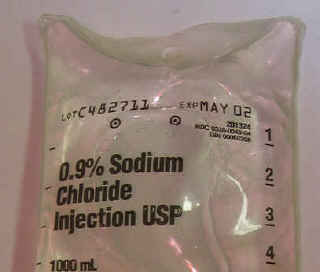 LOT C482711 EXP MAY 02
1
0.9% Sodium
2
Chloride
3
Injection USP
4
1000 mL